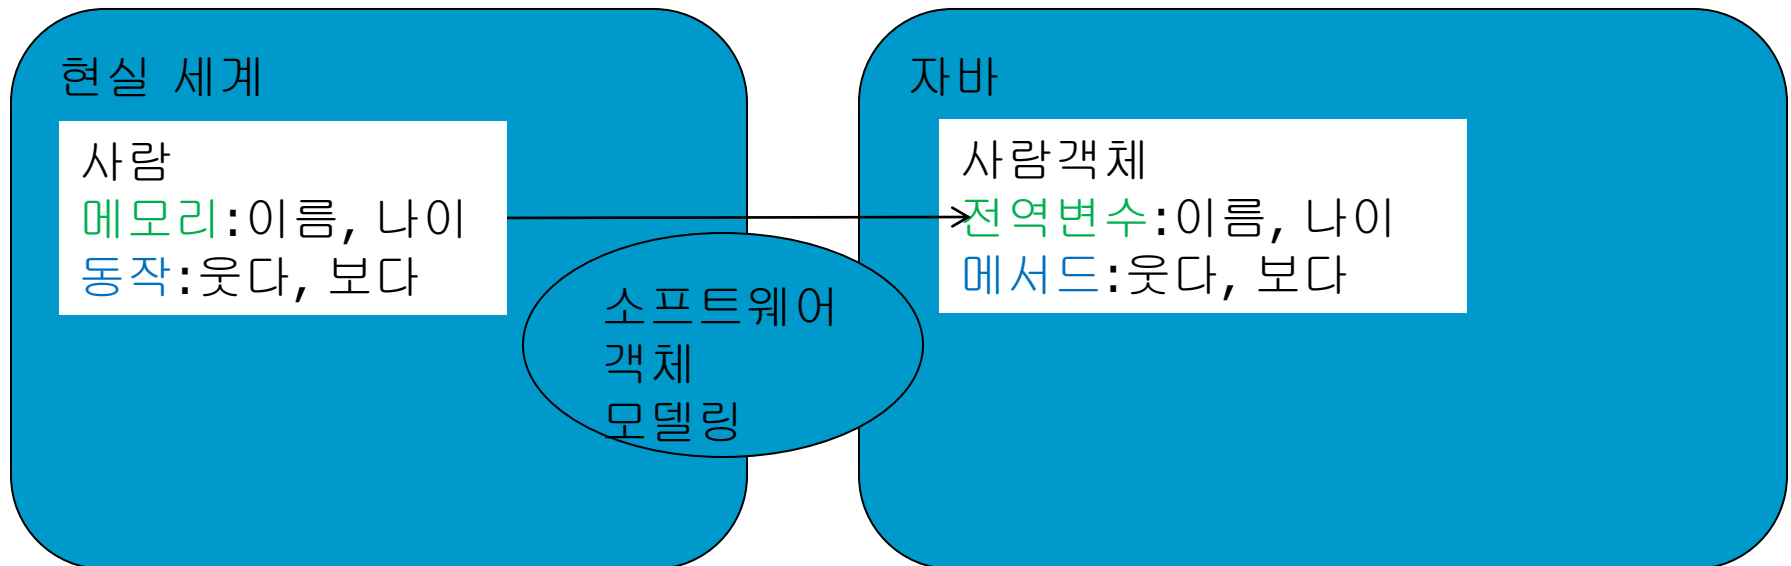 현실 세계
사람
메모리:이름, 나이
동작:웃다, 보다
소프트웨어
객체
모델링
자바
사람객체
전역변수:이름, 나이
메서드:웃다, 보다